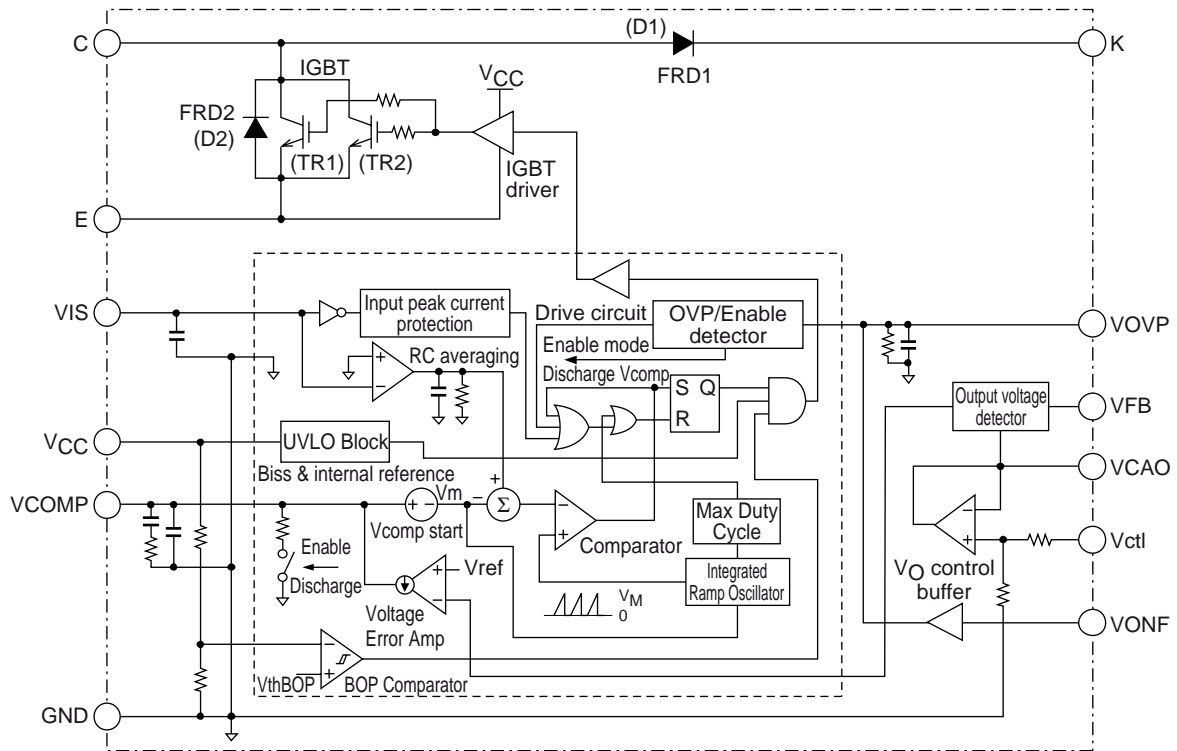 (D1)
C
K
FRD1
IGBT
VCC
FRD2
(D2)
(TR1)
(TR2)
IGBT
driver
E
VIS
Input peak current
protection
Drive circuit
OVP/Enable
detector
VOVP
RC averaging
Enable mode
Discharge Vcomp
S Q
R
Output voltage
detector
VFB
VCC
UVLO Block
Biss & internal reference
VCAO
VCOMP
Vm
+ −
Vcomp start
+
−
Σ
−
+
Comparator
Max Duty
Cycle
−
+
Vctl
Enable
Discharge
Vref
+
−
Voltage
Error Amp
VM
0
Integrated
Ramp Oscillator
VO control
buffer
VONF
−
+
VthBOP
BOP Comparator
GND
+
−